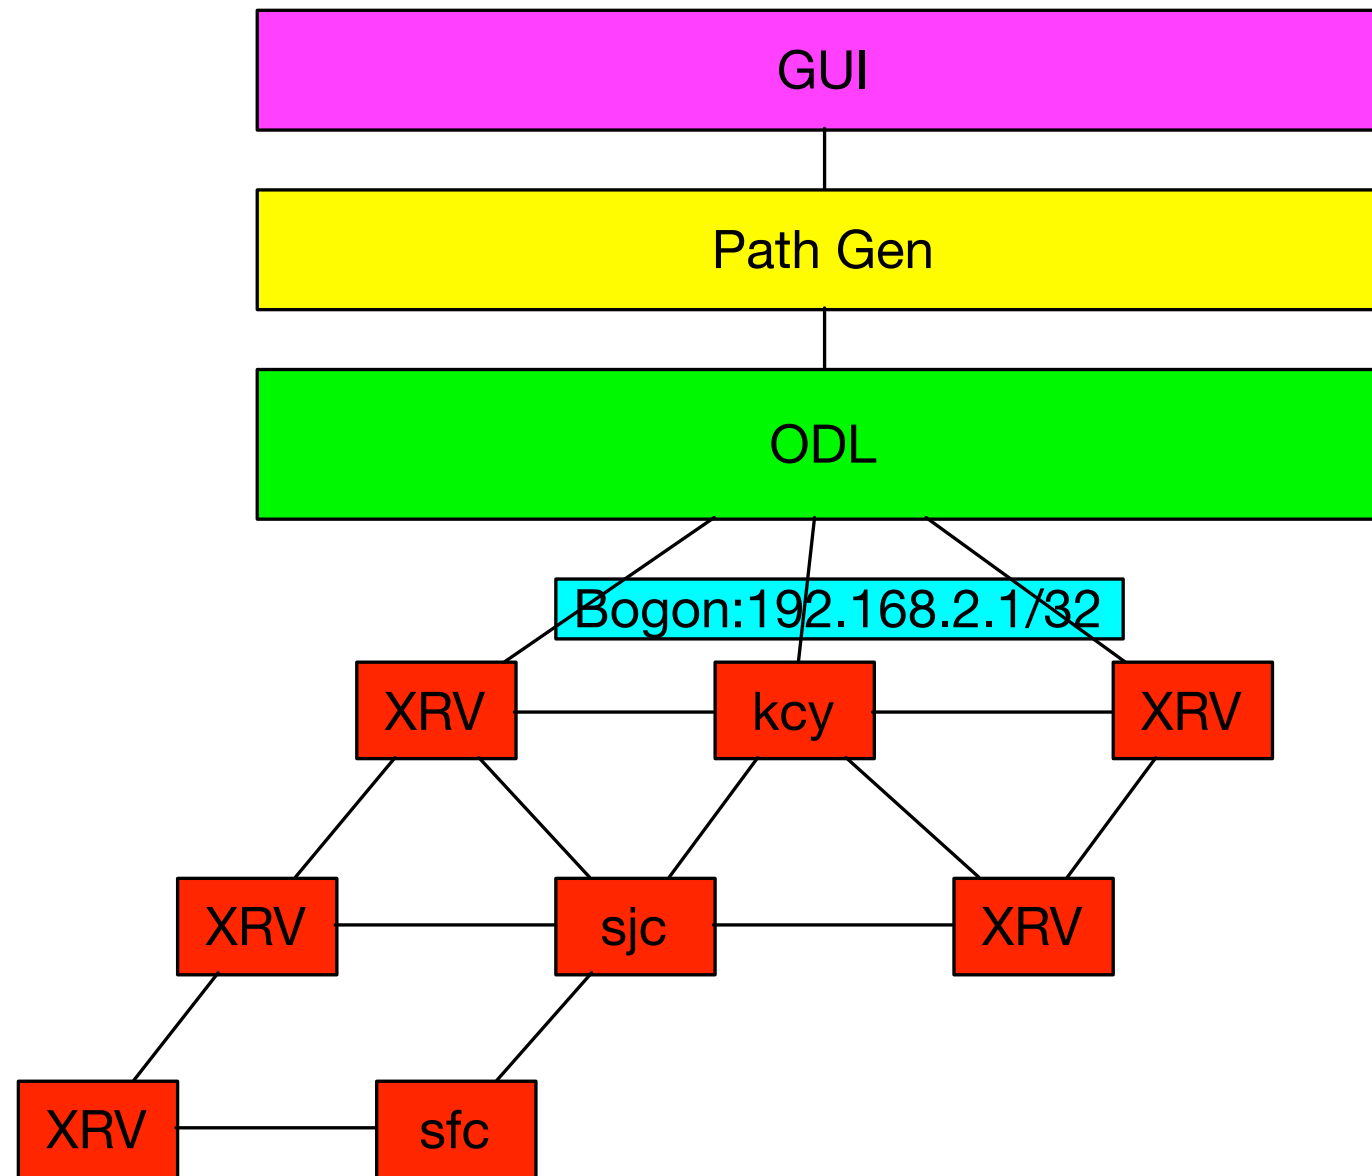 GUI
Path Gen
ODL
Bogon:192.168.2.1/32
XRV
kcy
XRV
XRV
sjc
XRV
XRV
sfc